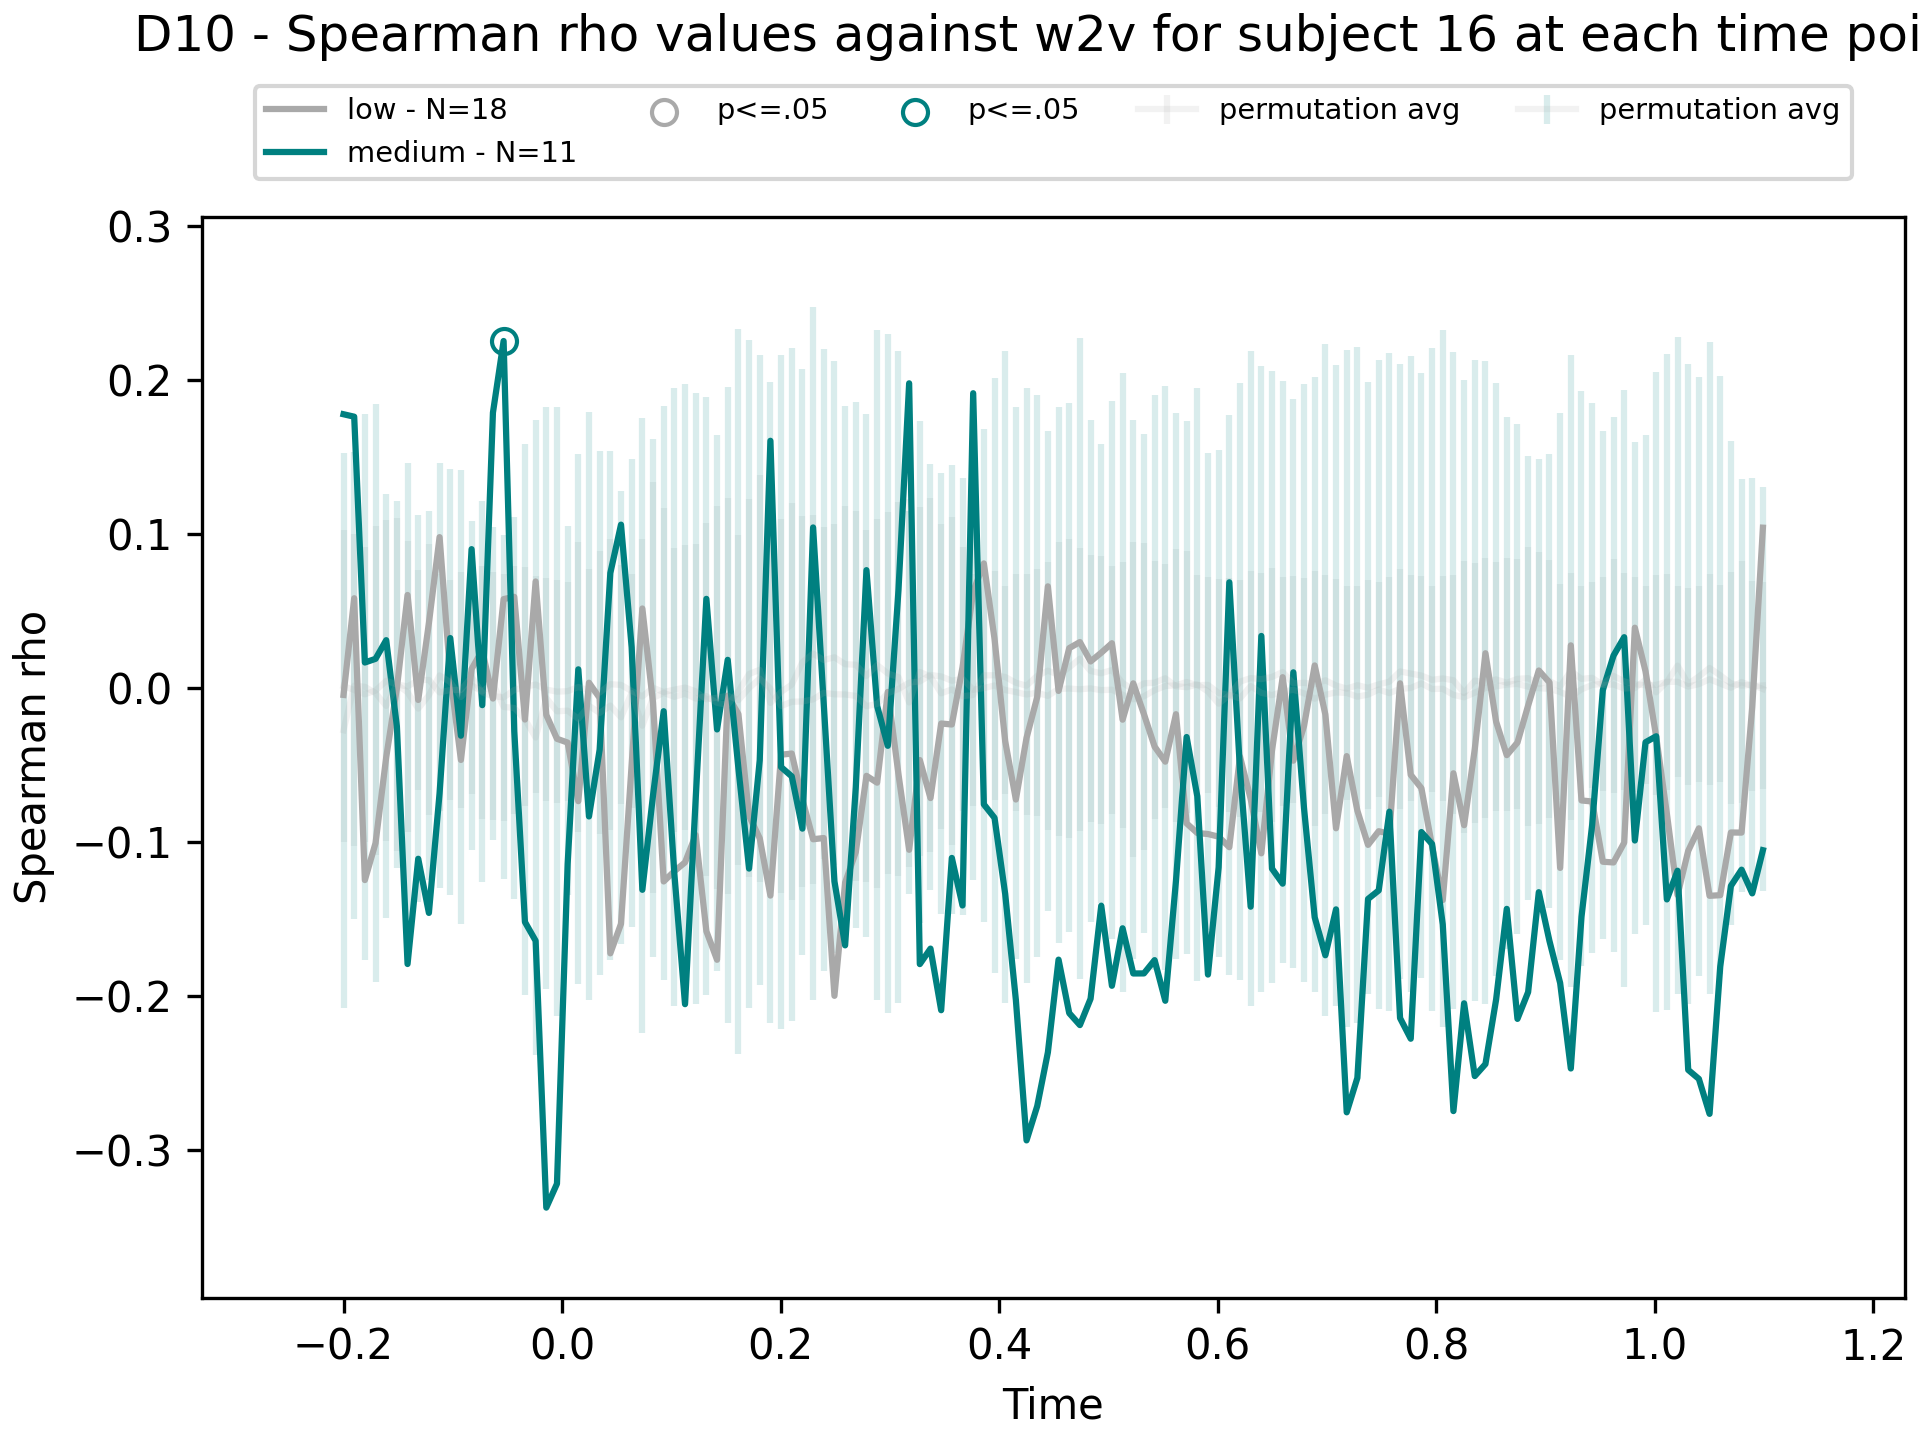 D10 - Spearman rho values against w2v for subject 16 at each time poi
low - N=18
medium - N=11
p<=.05
p<=.05
permutation avg
permutation avg
0.3
0.2
0.1
0.0
−0.1
−0.2
−0.3
Spearman rho
−0.2 0.0 0.2 0.4 0.6 0.8 1.0 1.2
Time